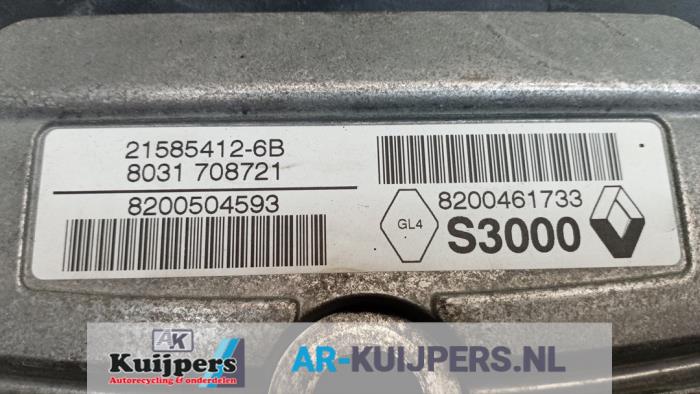 21585412-6B
8031 708721
8200504593
8200461733
GL4
S3000
AK
Kuijpers
Autorecycling & onderdelen
AR-KUIJPERS.NL